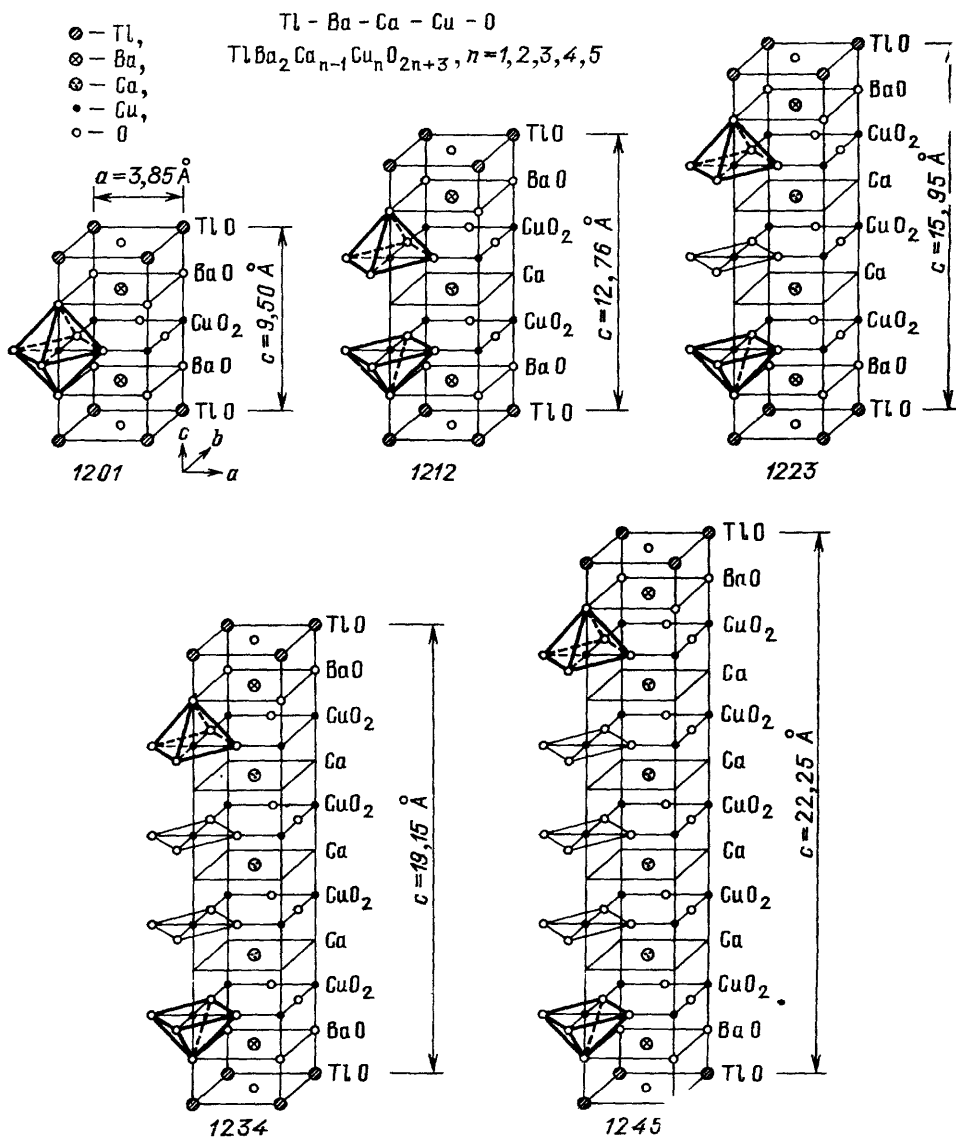 Tl – Ba – Ca – Cu – O
TlBa₂Caₙ₋₁CuₙO₂ₙ₊₃, n=1,2,3,4,5
– Tl,
– Ba,
– Ca,
– Cu,
– O
a=3,85Å
TlO
BaO
CuO₂
BaO
TlO
c=9,50 Å
c
b
a
1201
TlO
BaO
CuO₂
Ca
CuO₂
BaO
TlO
c=12,76 Å
1212
TlO
BaO
CuO₂
Ca
CuO₂
Ca
CuO₂
BaO
TlO
c=15,95 Å
1223
TlO
BaO
CuO₂
Ca
CuO₂
Ca
CuO₂
Ca
CuO₂
BaO
TlO
c=19,15 Å
1234
TlO
BaO
CuO₂
Ca
CuO₂
Ca
CuO₂
Ca
CuO₂
Ca
CuO₂
BaO
TlO
c=22,25 Å
1245